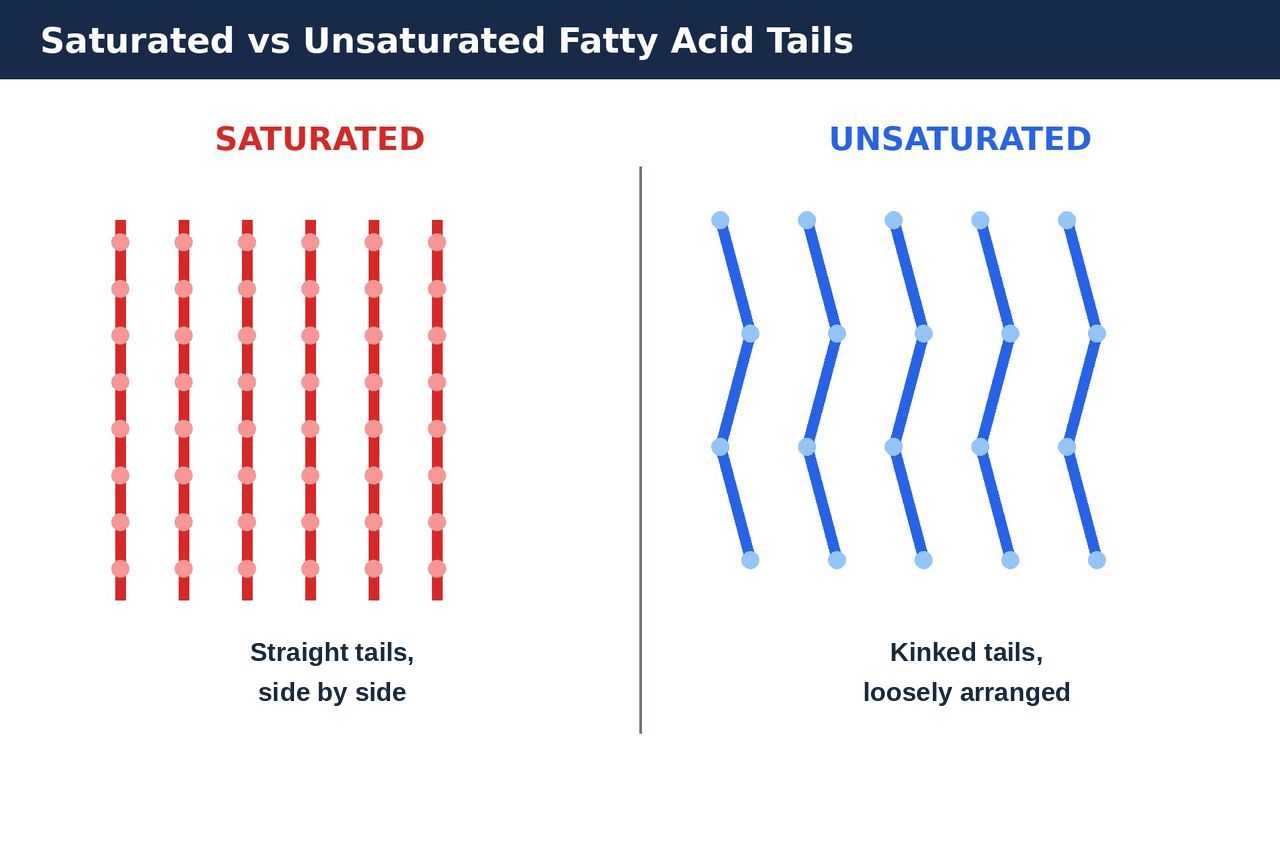 Saturated vs Unsaturated Fatty Acid Tails
SATURATED
UNSATURATED
Straight tails,
side by side
Kinked tails,
loosely arranged